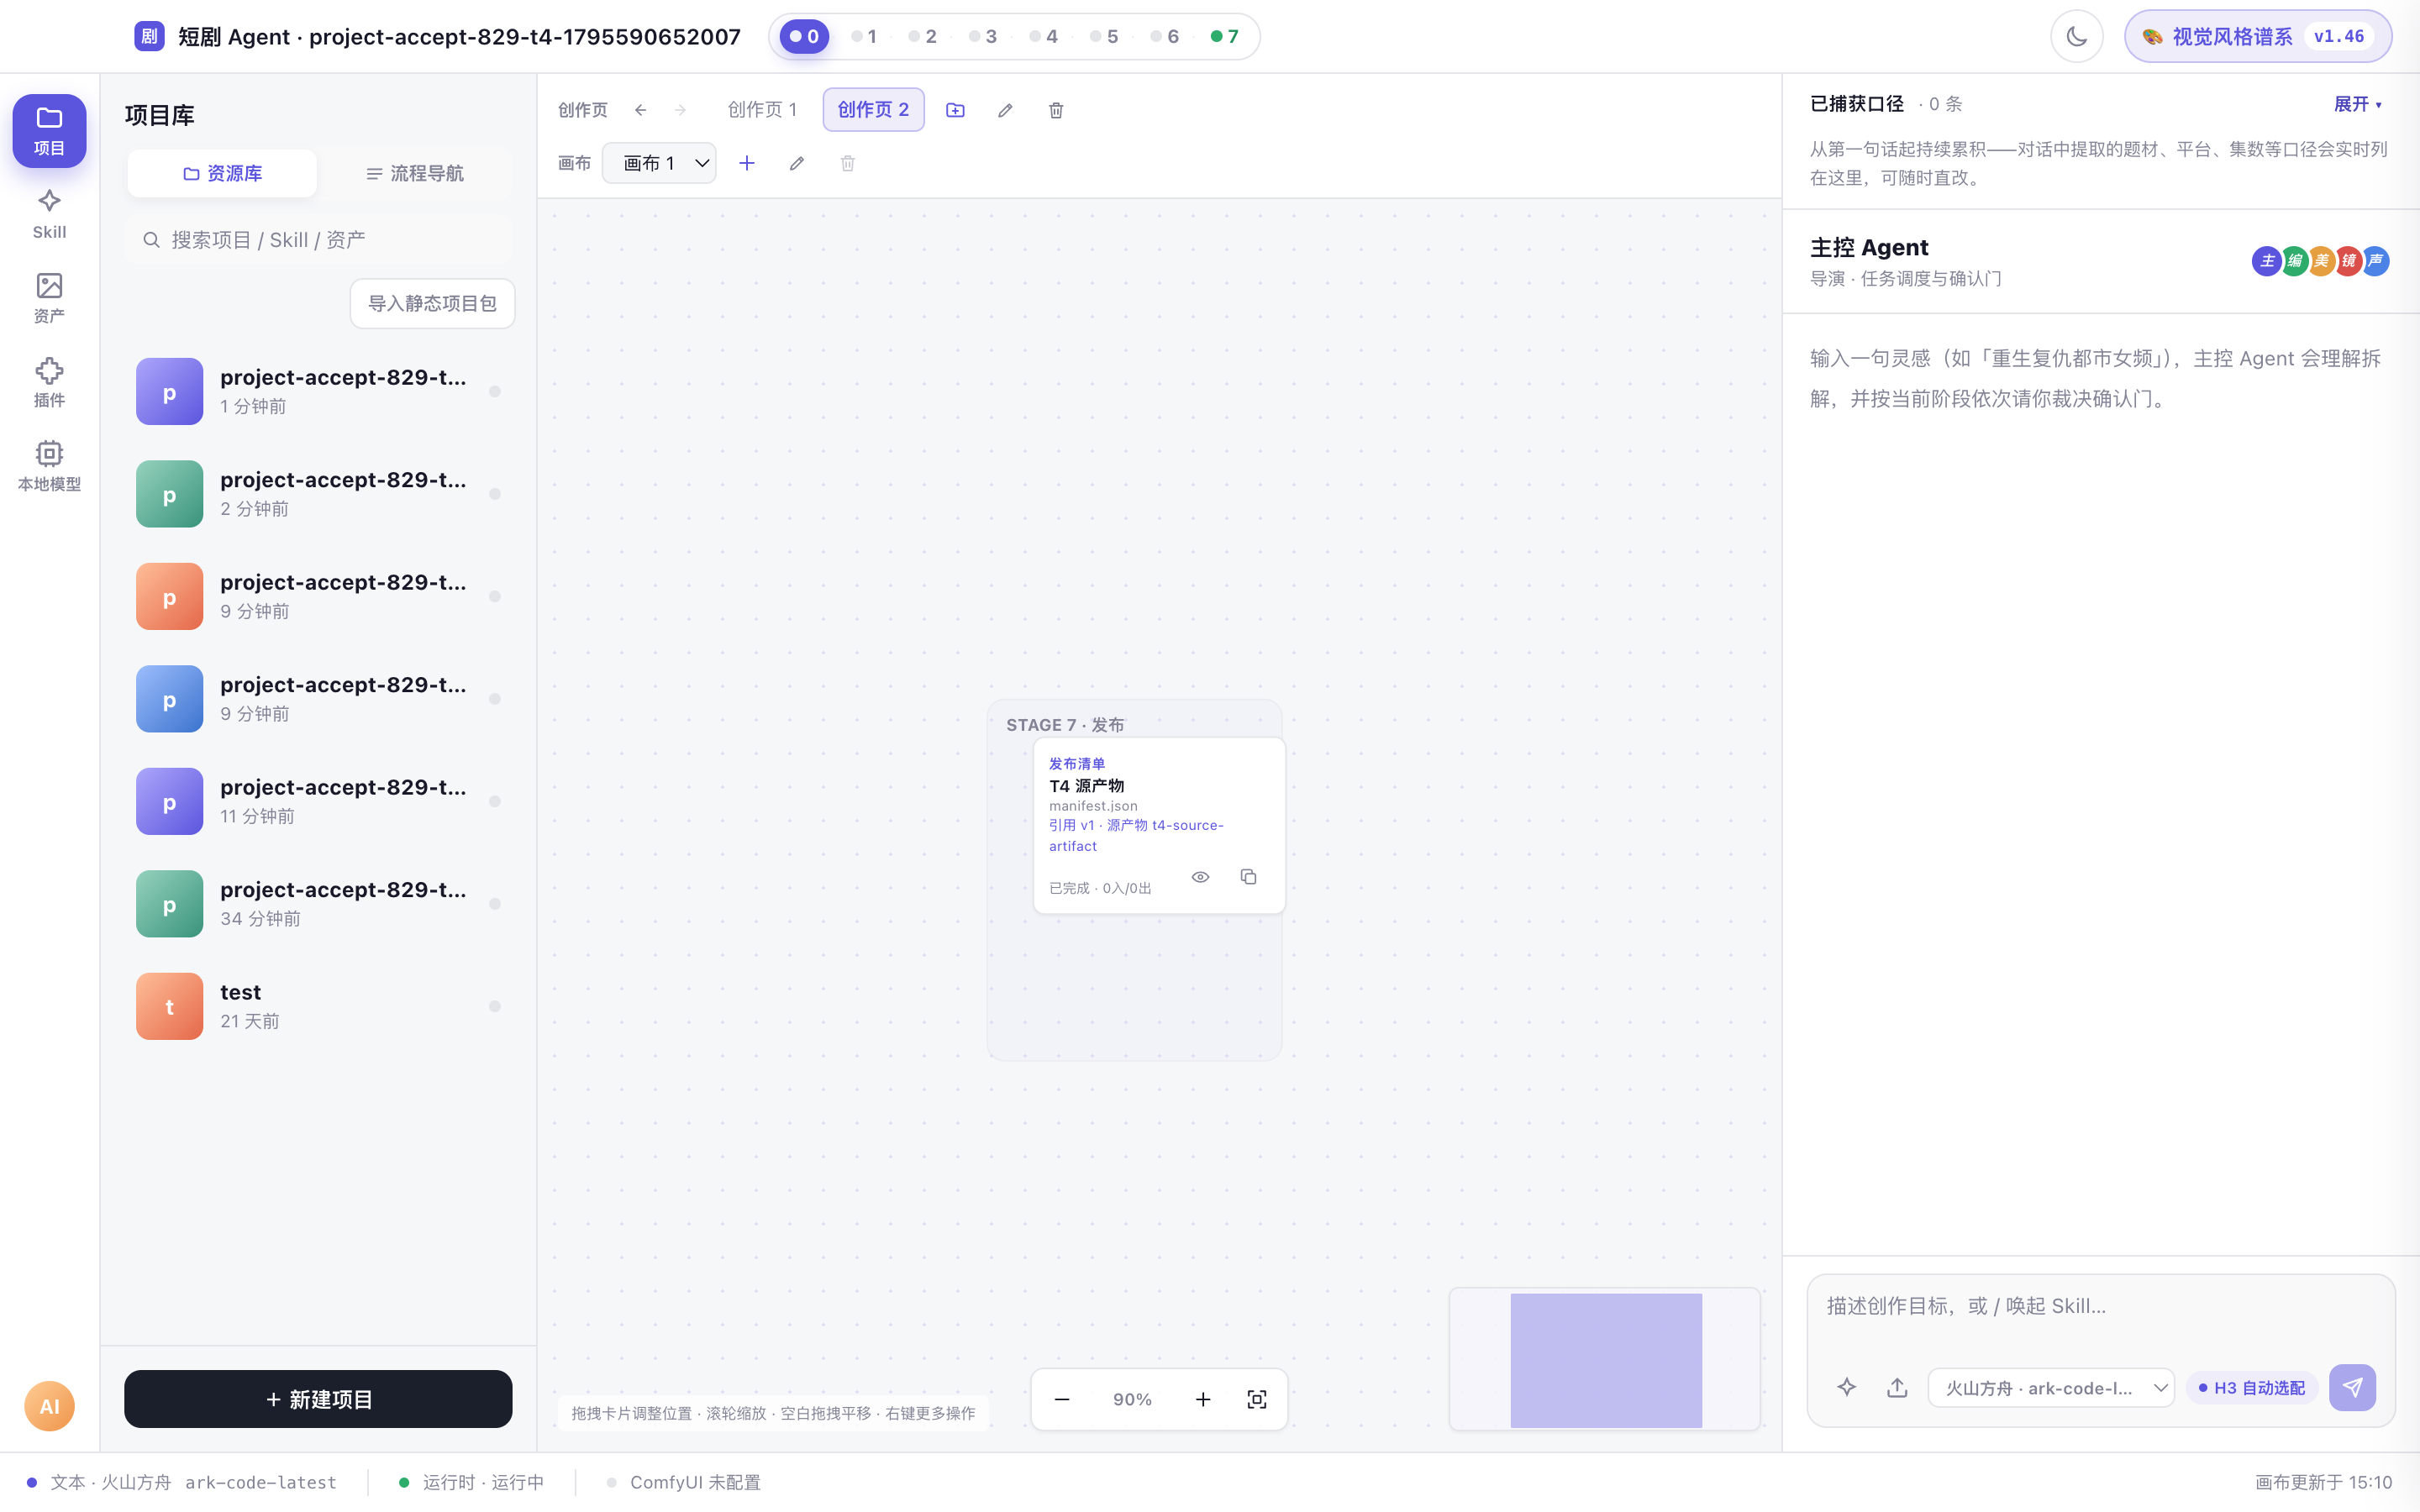 剧 短剧 Agent · project-accept-829-t4-1795590652007
0 · 1 · 2 · 3 · 4 · 5 · 6 · 7
视觉风格谱系 v1.46
项目
Skill
资产
插件
本地模型
AI
项目库
资源库
流程导航
搜索项目 / Skill / 资产
导入静态项目包
p
project-accept-829-t...
1 分钟前
p
project-accept-829-t...
2 分钟前
p
project-accept-829-t...
9 分钟前
p
project-accept-829-t...
9 分钟前
p
project-accept-829-t...
11 分钟前
p
project-accept-829-t...
34 分钟前
t
test
21 天前
+ 新建项目
创作页 ← → 创作页 1 创作页 2
画布 画布 1
STAGE 7 · 发布
发布清单
T4 源产物
manifest.json
引用 v1 · 源产物 t4-source-
artifact
已完成 · 0入/0出
拖拽卡片调整位置 · 滚轮缩放 · 空白拖拽平移 · 右键更多操作
− 90% +
已捕获口径 · 0 条
展开 ▾
从第一句话起持续累积——对话中提取的题材、平台、集数等口径会实时列
在这里，可随时直改。
主控 Agent
导演 · 任务调度与确认门
主 编 美 镜 声
输入一句灵感（如「重生复仇都市女频」），主控 Agent 会理解拆
解，并按当前阶段依次请你裁决确认门。
描述创作目标，或 / 唤起 Skill...
火山方舟 · ark-code-l...
H3 自动选配
文本 · 火山方舟 ark-code-latest
运行时 · 运行中
ComfyUI 未配置
画布更新于 15:10